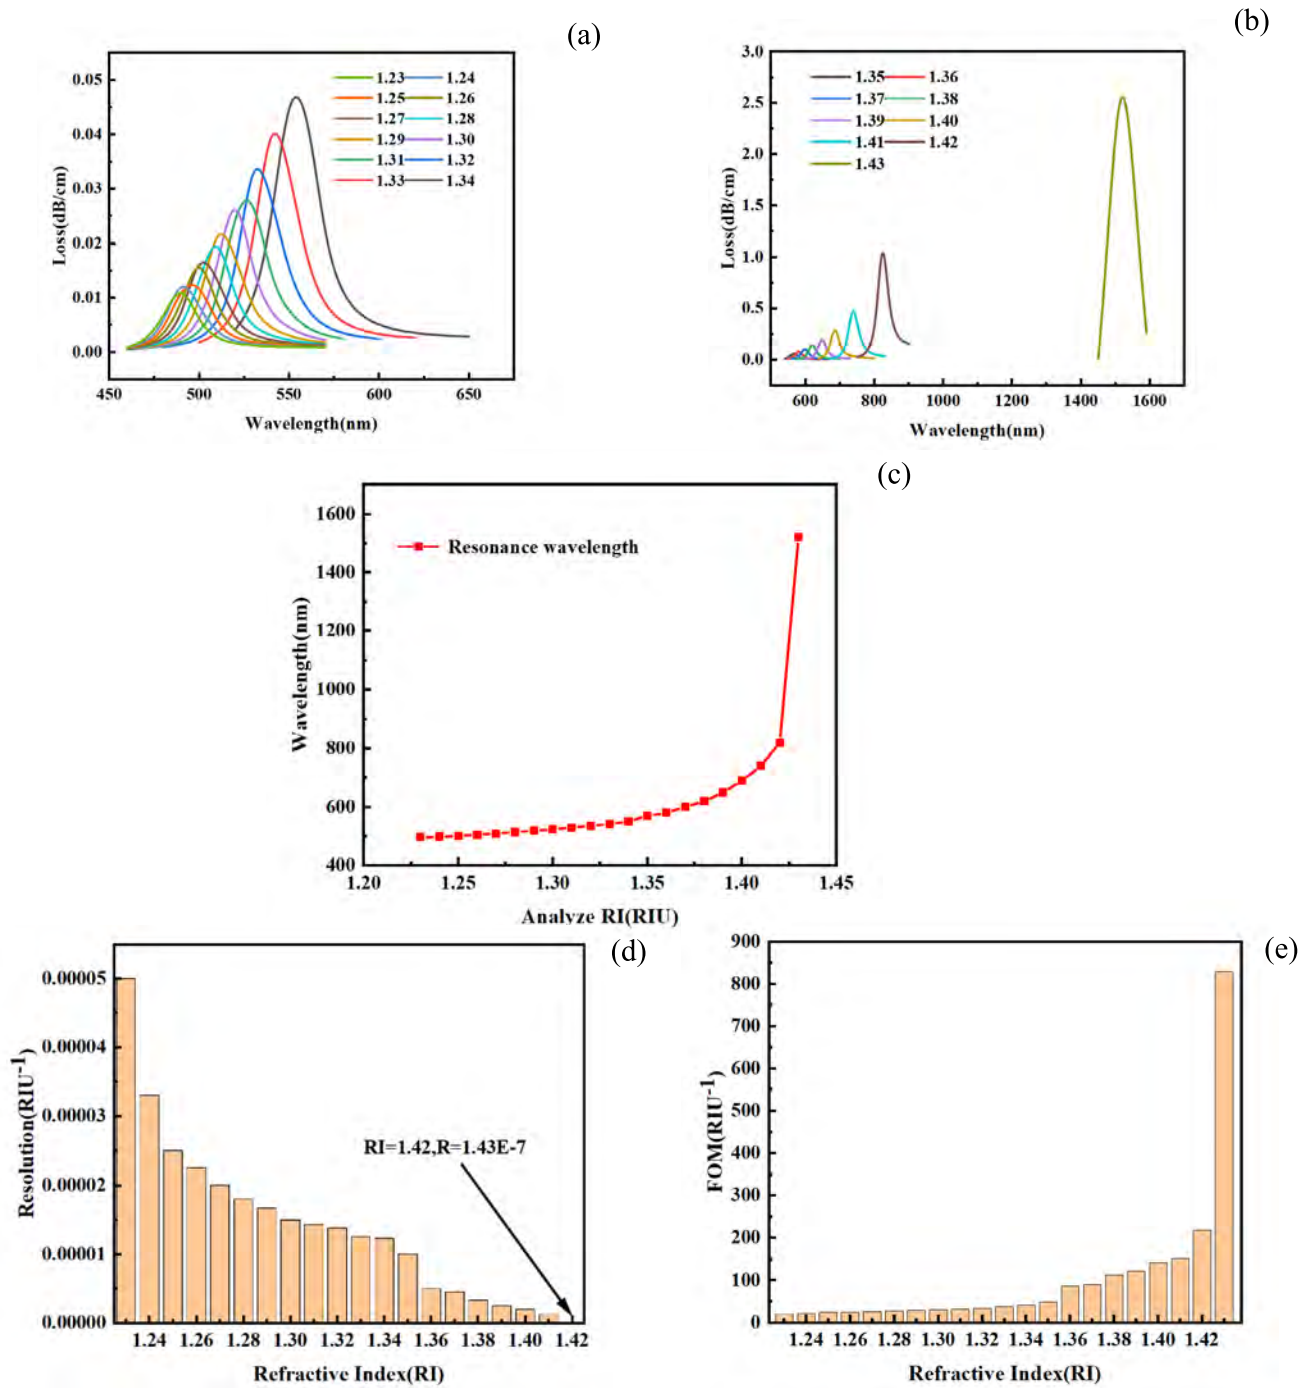 (a)
0.05
0.04
0.03
0.02
0.01
0.00
Loss(dB/cm)
1.23 1.24
1.25 1.26
1.27 1.28
1.29 1.30
1.31 1.32
1.33 1.34
450 500 550 600 650
Wavelength(nm)
(b)
3.0
2.5
2.0
1.5
1.0
0.5
0.0
Loss(dB/cm)
1.35 1.36
1.37 1.38
1.39 1.40
1.41 1.42
1.43
600 800 1000 1200 1400 1600
Wavelength(nm)
(c)
1600
1400
1200
1000
800
600
400
Wavelength(nm)
Resonance wavelength
1.20 1.25 1.30 1.35 1.40 1.45
Analyze RI(RIU)
(d)
0.00005
0.00004
0.00003
0.00002
0.00001
0.00000
Resolution(RIU-1)
RI=1.42,R=1.43E-7
1.24 1.26 1.28 1.30 1.32 1.34 1.36 1.38 1.40 1.42
Refractive Index(RI)
(e)
900
800
700
600
500
400
300
200
100
0
FOM(RIU-1)
1.24 1.26 1.28 1.30 1.32 1.34 1.36 1.38 1.40 1.42
Refractive Index(RI)